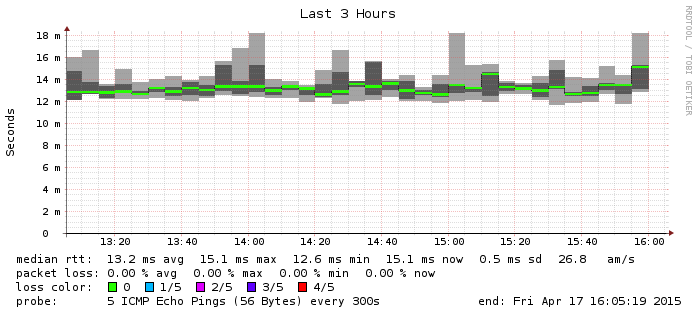 Last 3 Hours
RRDTOOL / TOBI OETIKER
Seconds
18 m
16 m
14 m
12 m
10 m
8 m
6 m
4 m
2 m
0
13:20 13:40 14:00 14:20 14:40 15:00 15:20 15:40 16:00
median rtt: 13.2 ms avg 15.1 ms max 12.6 ms min 15.1 ms now 0.5 ms sd 26.8 am/s
packet loss: 0.00 % avg 0.00 % max 0.00 % min 0.00 % now
loss color: 0 1/5 2/5 3/5 4/5
probe: 5 ICMP Echo Pings (56 Bytes) every 300s end: Fri Apr 17 16:05:19 2015